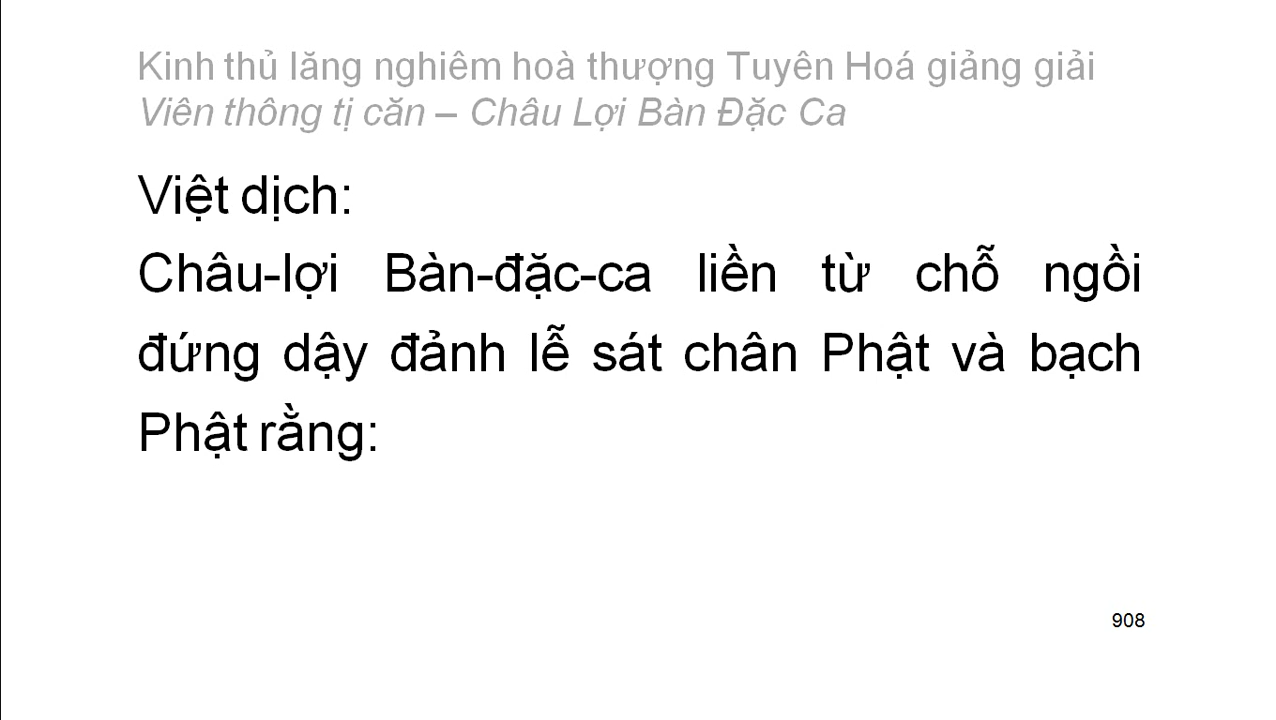 Kinh thủ lăng nghiêm hoà thượng Tuyên Hoá giảng giải
Viên thông tị căn – Châu Lợi Bàn Đặc Ca
Việt dịch:
Châu-lợi Bàn-đặc-ca liền từ chỗ ngồi
đứng dậy đảnh lễ sát chân Phật và bạch
Phật rằng:
908